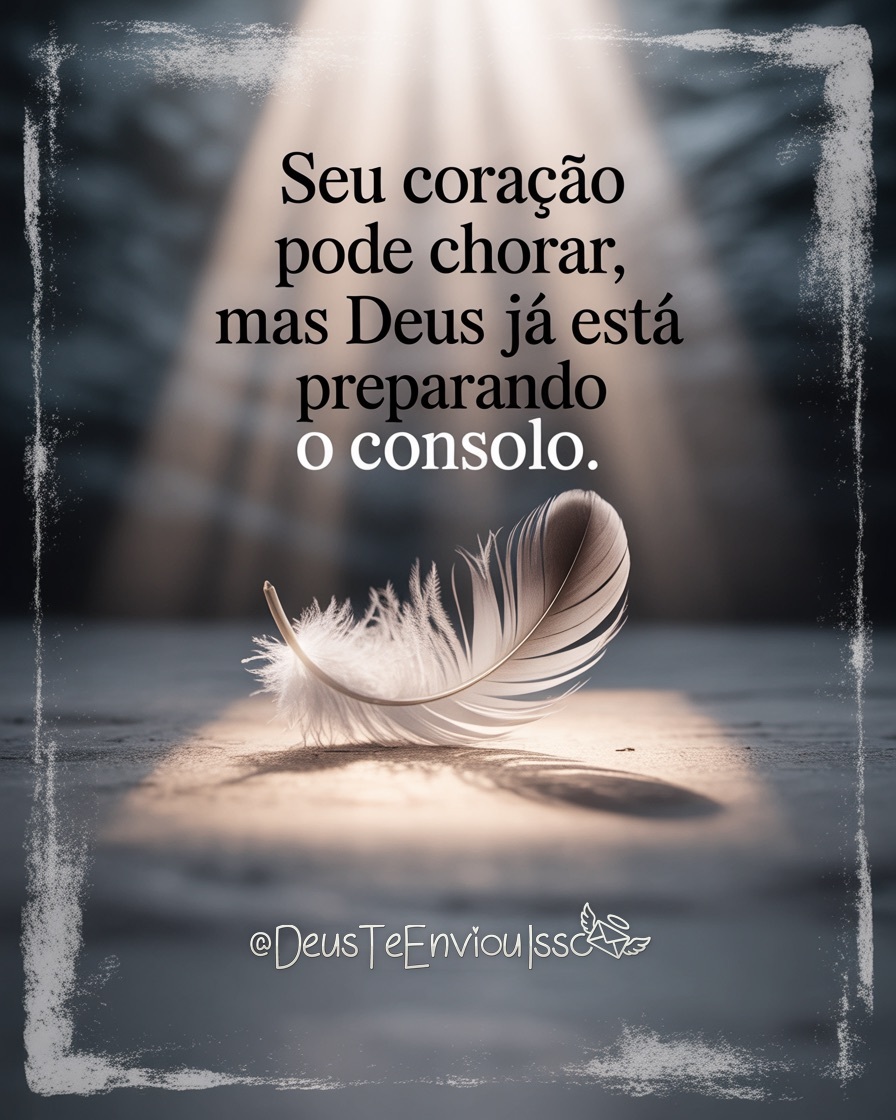 Seu coração
pode chorar,
mas Deus já está
preparando
o consolo.
@DeusTeEnviouIsso